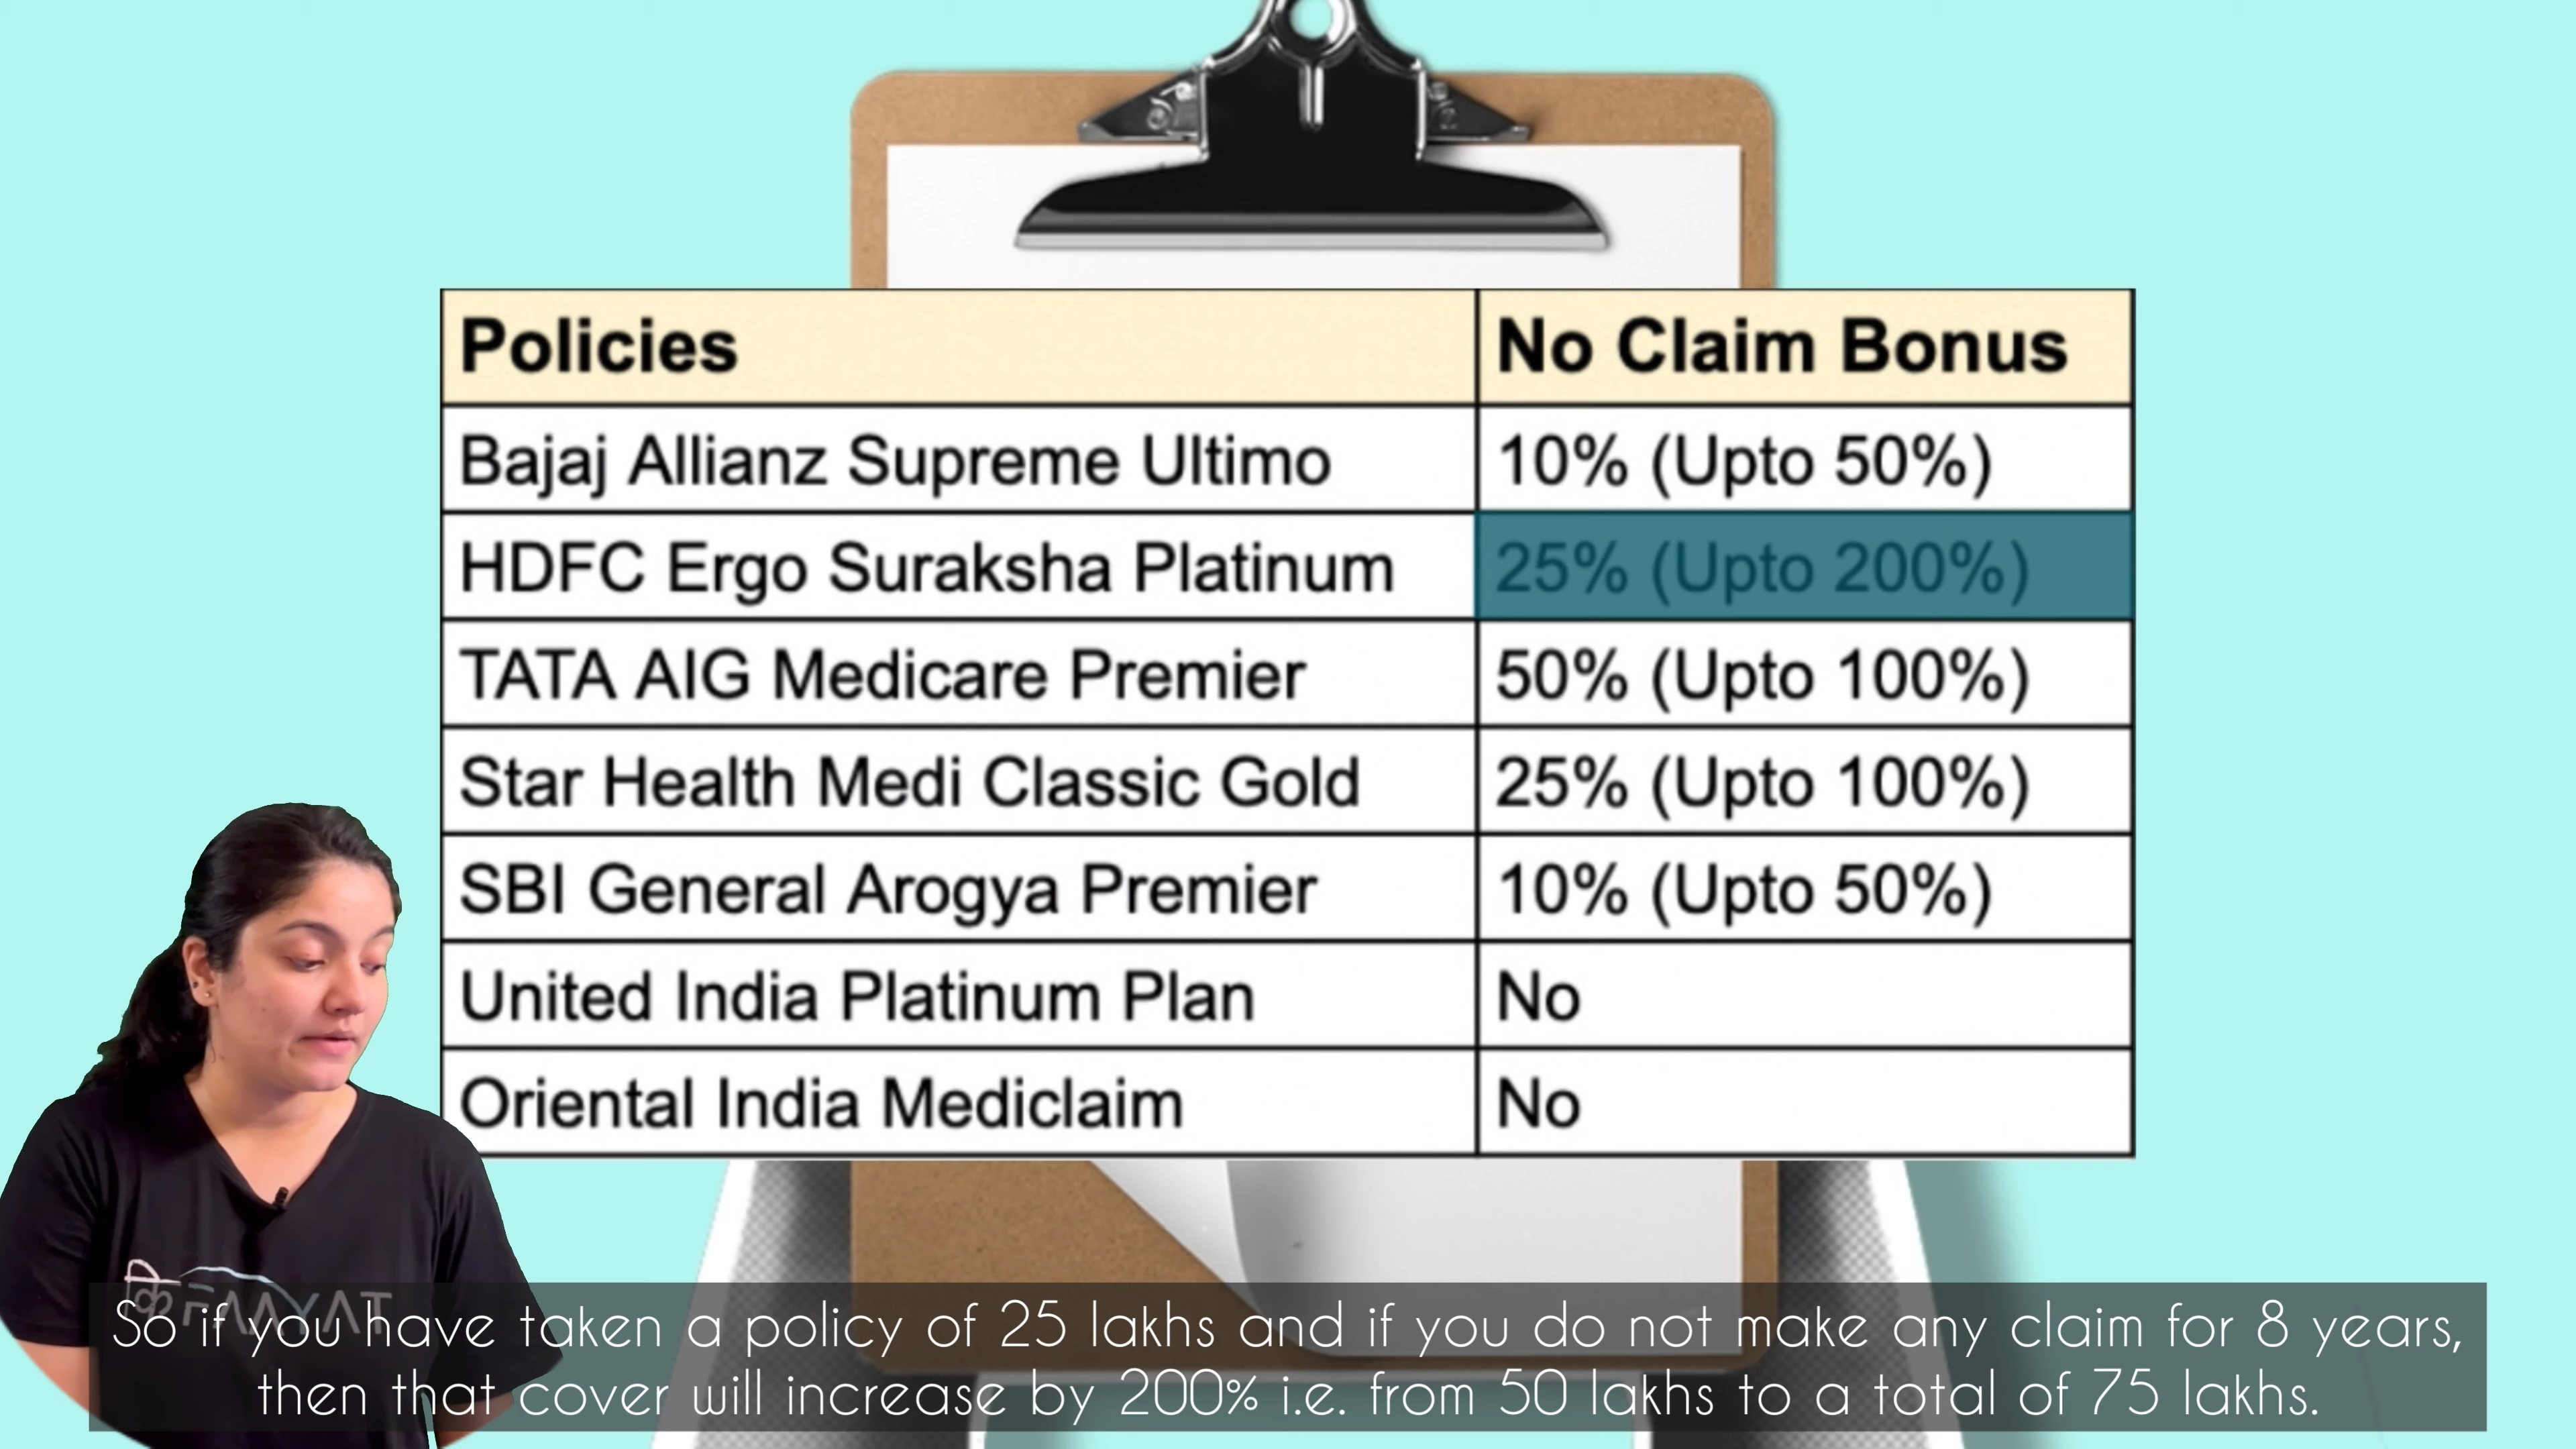 Policies No Claim Bonus
Bajaj Allianz Supreme Ultimo 10% (Upto 50%)
HDFC Ergo Suraksha Platinum 25% (Upto 200%)
TATA AIG Medicare Premier 50% (Upto 100%)
Star Health Medi Classic Gold 25% (Upto 100%)
SBI General Arogya Premier 10% (Upto 50%)
United India Platinum Plan No
Oriental India Mediclaim No
So if you have taken a policy of 25 lakhs and if you do not make any claim for 8 years,
then that cover will increase by 200% i.e. from 50 lakhs to a total of 75 lakhs.